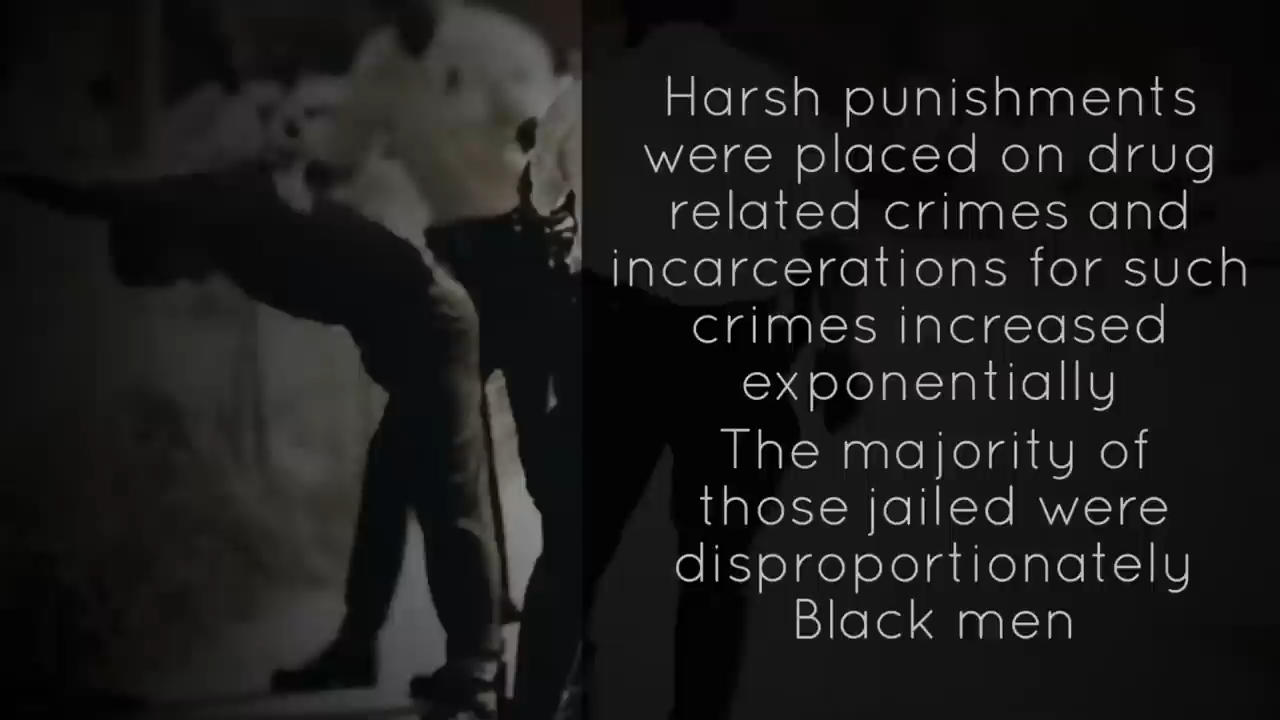 Harsh punishments
were placed on drug
related crimes and
incarcerations for such
crimes increased
exponentially
The majority of
those jailed were
disproportionately
Black men